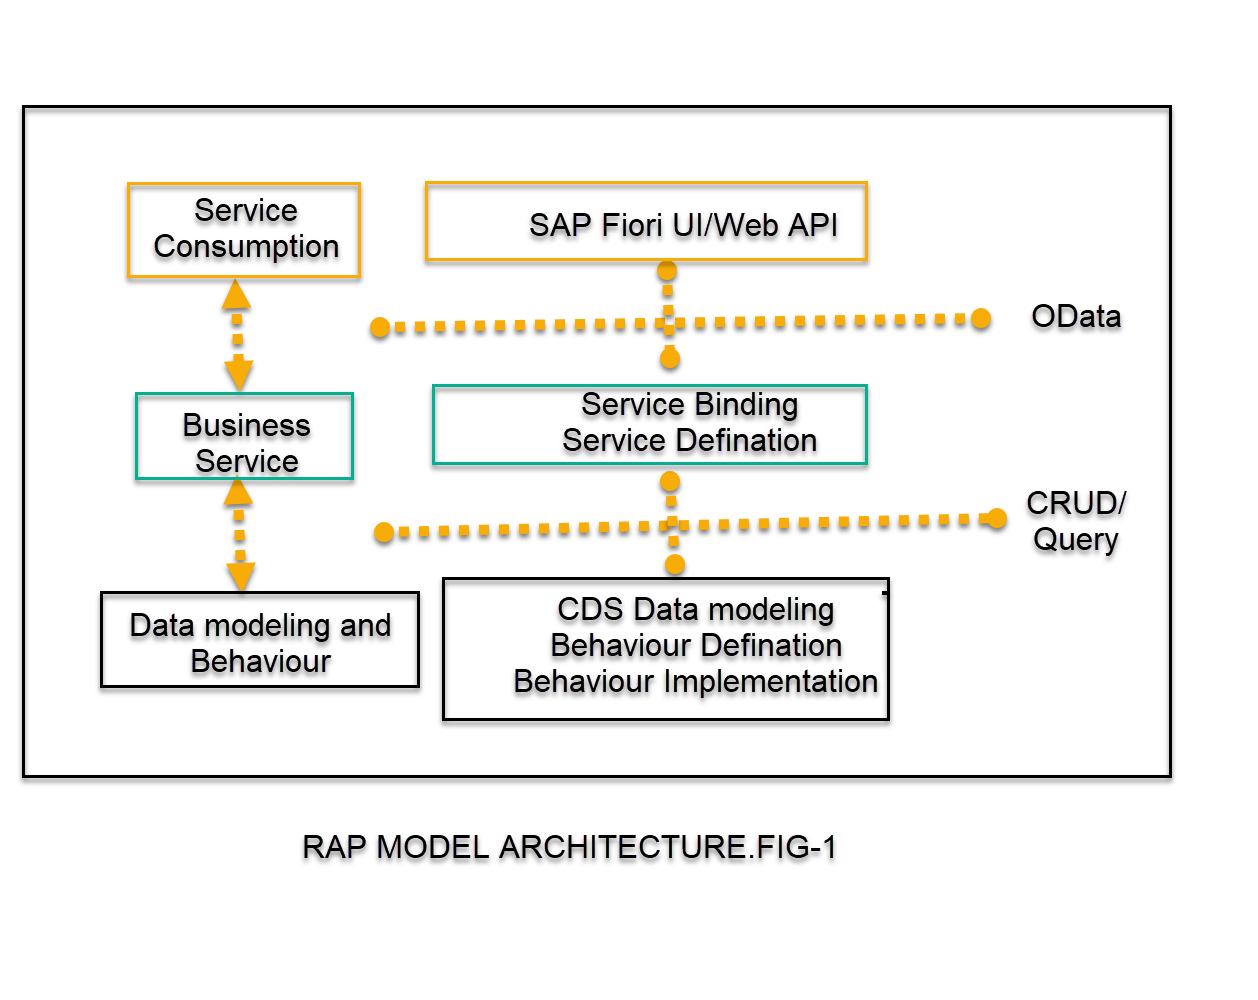 Service
Consumption
SAP Fiori UI/Web API
OData
Business
Service
Service Binding
Service Defination
CRUD/
Query
Data modeling and
Behaviour
CDS Data modeling
Behaviour Defination
Behaviour Implementation
RAP MODEL ARCHITECTURE.FIG-1